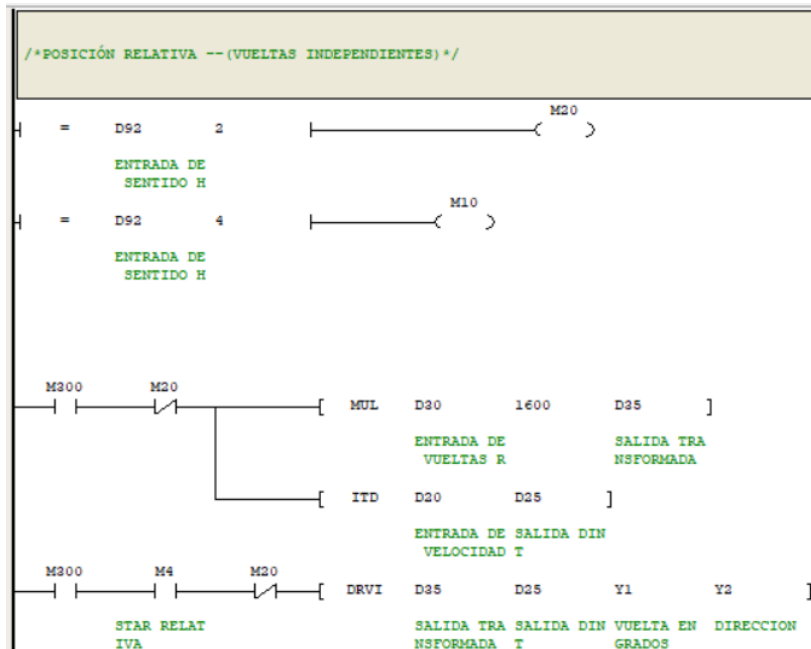 /*POSICIÓN RELATIVA --(VUELTAS INDEPENDIENTES)*/
M20
= D92 2
ENTRADA DE
SENTIDO H
M10
= D92 4
ENTRADA DE
SENTIDO H
M300 M20
MUL D30 1600 D35
ENTRADA DE SALIDA TRA
VUELTAS R NSFORMADA
ITD D20 D25
ENTRADA DE SALIDA DIN
VELOCIDAD T
M300 M4 M20
DRVI D35 D25 Y1 Y2
STAR RELAT SALIDA TRA SALIDA DIN VUELTA EN DIRECCION
IVA NSFORMADA T GRADOS